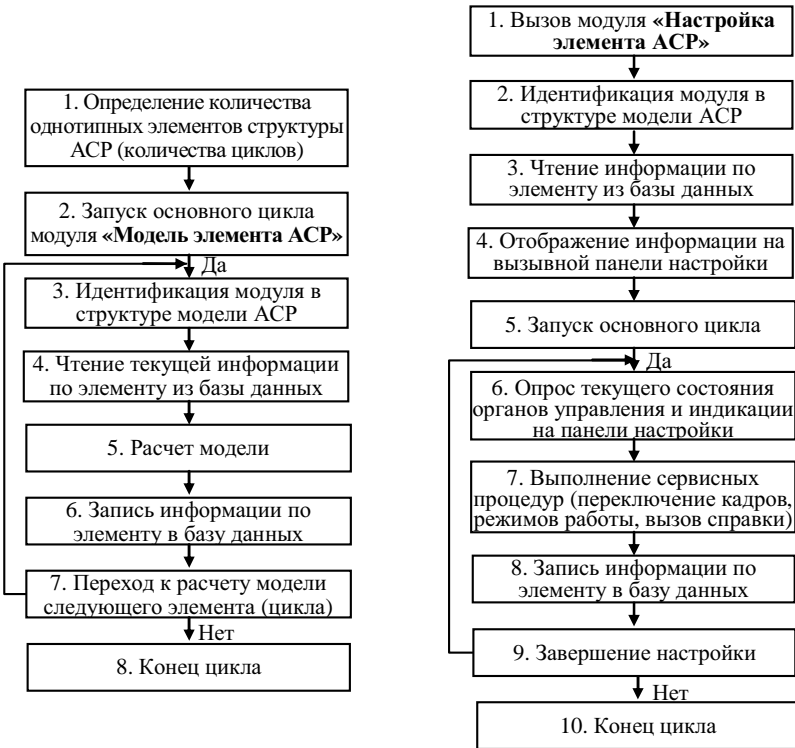 1. Определение количества
однотипных элементов структуры
АСР (количества циклов)
2. Запуск основного цикла
модуля «Модель элемента АСР»
Да
3. Идентификация модуля в
структуре модели АСР
4. Чтение текущей информации
по элементу из базы данных
5. Расчет модели
6. Запись информации по
элементу в базу данных
7. Переход к расчету модели
следующего элемента (цикла)
Нет
8. Конец цикла
1. Вызов модуля «Настройка
элемента АСР»
2. Идентификация модуля в
структуре модели АСР
3. Чтение информации по
элементу из базы данных
4. Отображение информации на
вызывной панели настройки
5. Запуск основного цикла
Да
6. Опрос текущего состояния
органов управления и индикации
на панели настройки
7. Выполнение сервисных
процедур (переключение кадров,
режимов работы, вызов справки)
8. Запись информации по
элементу в базу данных
9. Завершение настройки
Нет
10. Конец цикла